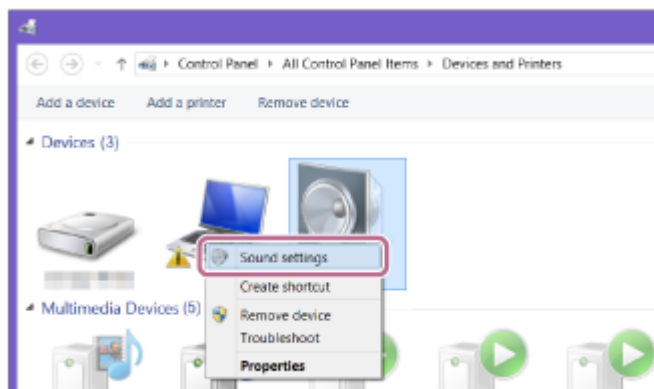 Control Panel ▸ All Control Panel Items ▸ Devices and Printers
Add a device Add a printer Remove device
Devices (3)
Sound settings
Create shortcut
Multimedia Devices (5)
Remove device
Troubleshoot
Properties